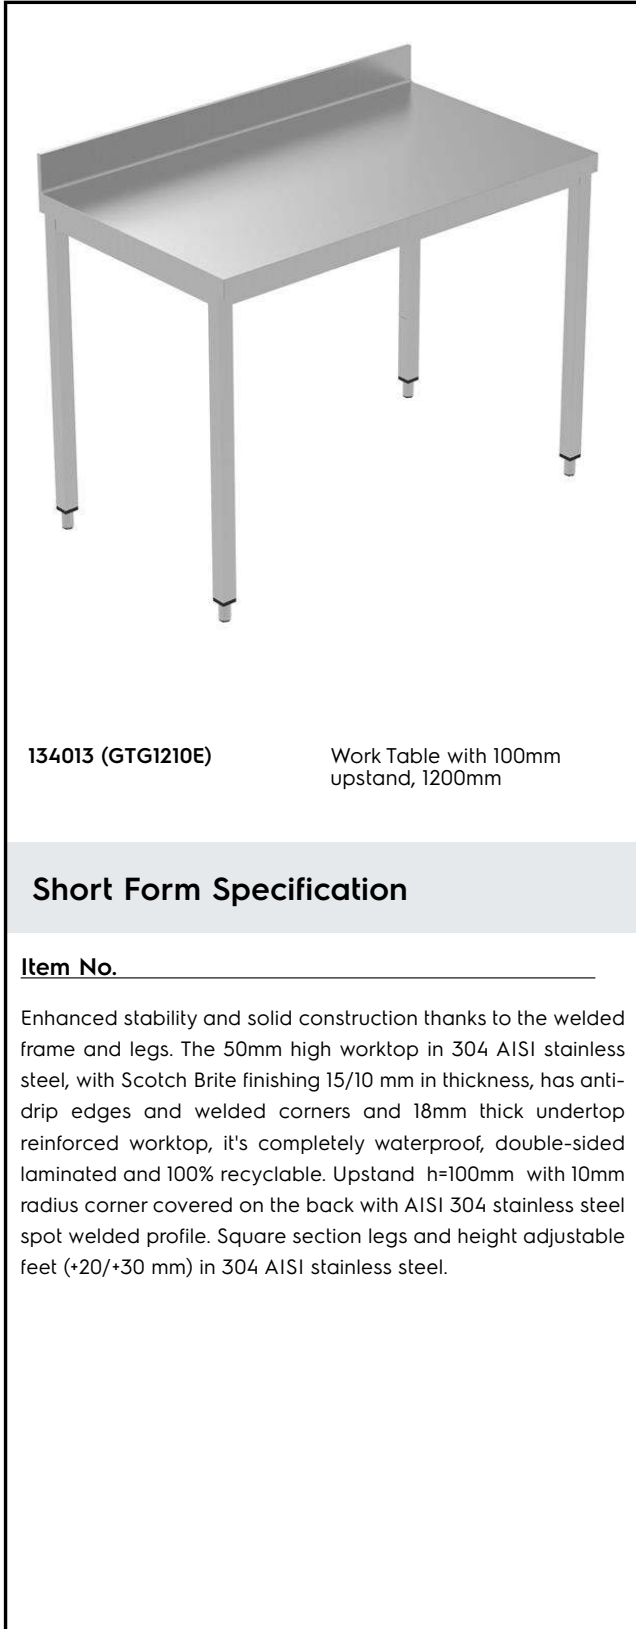 134013 (GTG1210E)
Work Table with 100mm
upstand, 1200mm
Short Form Specification
Item No.
Enhanced stability and solid construction thanks to the welded
frame and legs. The 50mm high worktop in 304 AISI stainless
steel, with Scotch Brite finishing 15/10 mm in thickness, has anti-
drip edges and welded corners and 18mm thick undertop
reinforced worktop, it's completely waterproof, double-sided
laminated and 100% recyclable. Upstand h=100mm with 10mm
radius corner covered on the back with AISI 304 stainless steel
spot welded profile. Square section legs and height adjustable
feet (+20/+30 mm) in 304 AISI stainless steel.